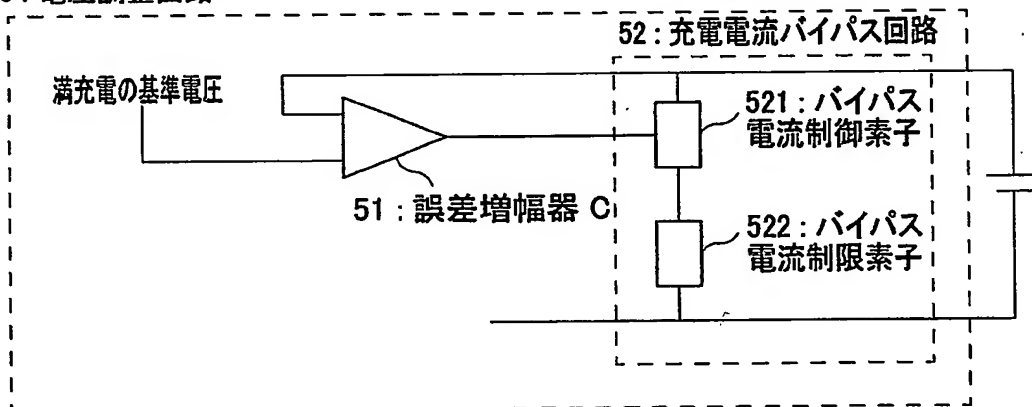 52：充電電流バイパス回路
満充電の基準電圧
521：バイパス
電流制御素子
51：誤差増幅器 C
522：バイパス
電流制限素子